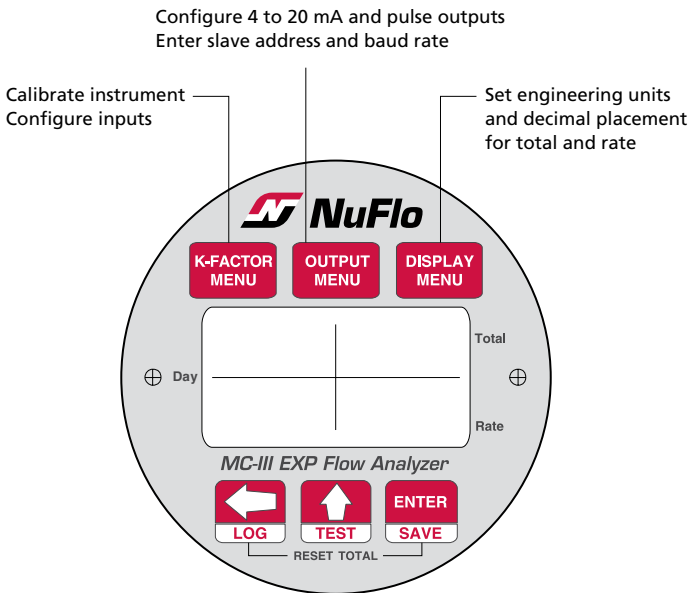 Configure 4 to 20 mA and pulse outputs
Enter slave address and baud rate
Calibrate instrument
Configure inputs
Set engineering units
and decimal placement
for total and rate
NuFlo
K-FACTOR
MENU
OUTPUT
MENU
DISPLAY
MENU
Total
Day
Rate
MC-III EXP Flow Analyzer
ENTER
LOG
TEST
SAVE
RESET TOTAL